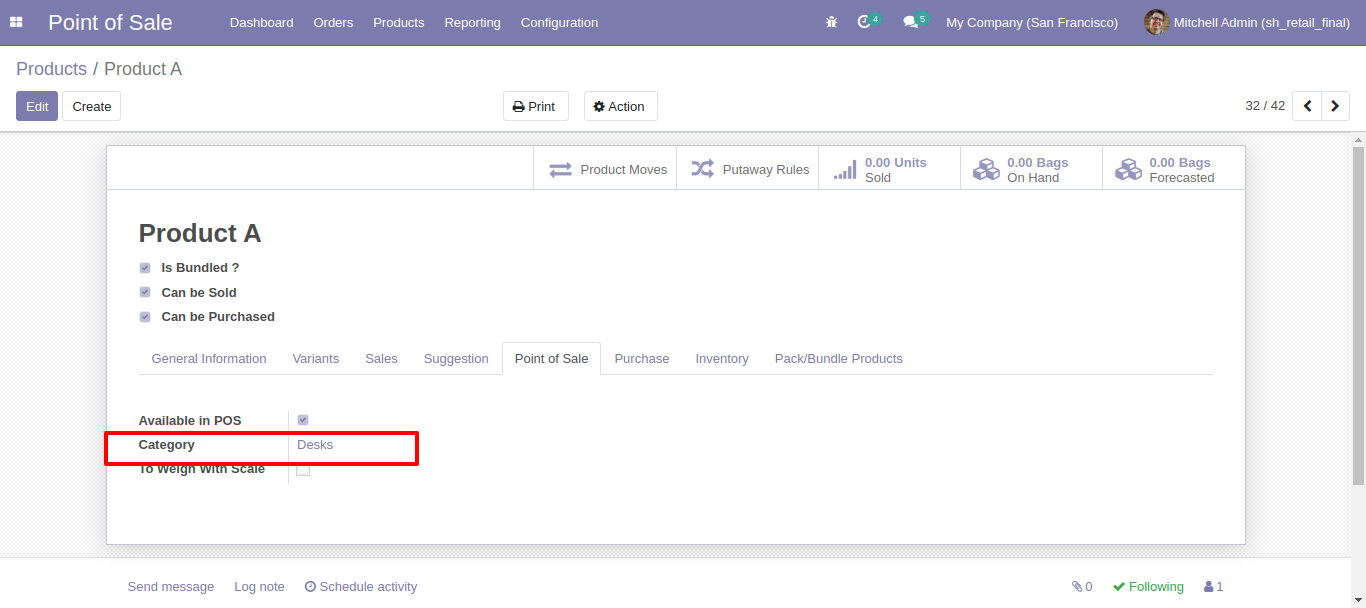 Point of Sale Dashboard Orders Products Reporting Configuration 4 5 My Company (San Francisco) Mitchell Admin (sh_retail_final)
Products / Product A
Edit Create Print Action 32 / 42
Product Moves Putaway Rules 0.00 Units Sold 0.00 Bags On Hand 0.00 Bags Forecasted
Product A
Is Bundled ?
Can be Sold
Can be Purchased
General Information Variants Sales Suggestion Point of Sale Purchase Inventory Pack/Bundle Products
Available in POS
Category Desks
To Weigh With Scale
Send message Log note Schedule activity 0 Following 1